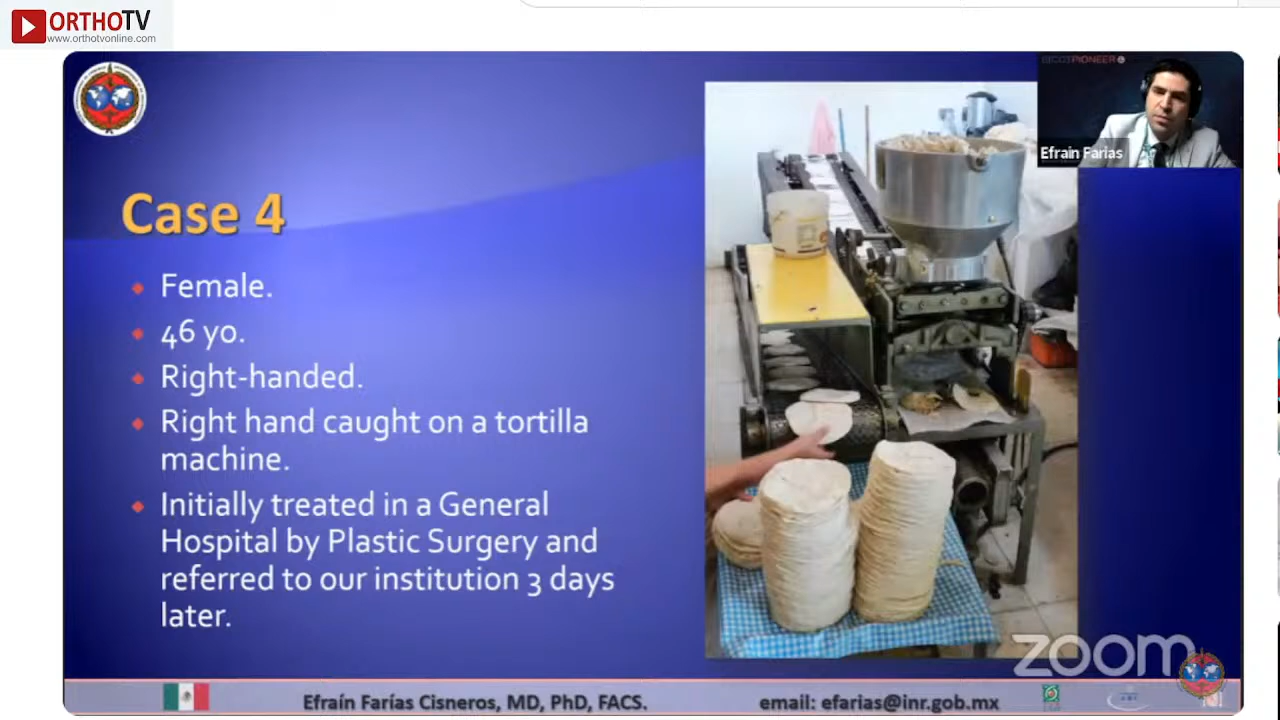 ORTHOTV
www.orthotvonline.com
PIONEER
Efraín Farias
Case 4
Female.
46 yo.
Right-handed.
Right hand caught on a tortilla
machine.
Initially treated in a General
Hospital by Plastic Surgery and
referred to our institution 3 days
later.
zoom
Efraín Farías Cisneros, MD, PhD, FACS.
email: efarias@inr.gob.mx